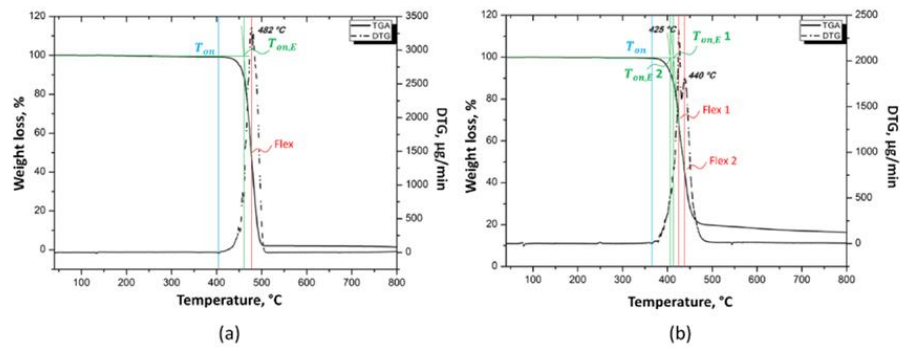 120
100
80
60
40
20
0
Weight loss, %
0
100
200
300
400
500
600
700
800
Temperature, °C
3500
3000
2500
2000
1500
1000
500
0
DTG, µg/min
TGA
DTG
482 °C
T_on
T_on,E
Flex
(a)
120
100
80
60
40
20
0
Weight loss, %
100
200
300
400
500
600
700
800
Temperature, °C
2500
2000
1500
1000
500
0
DTG, µg/min
TGA
DTG
425 °C
T_on
T_on,E 1
T_on,E 2
440 °C
Flex 1
Flex 2
(b)